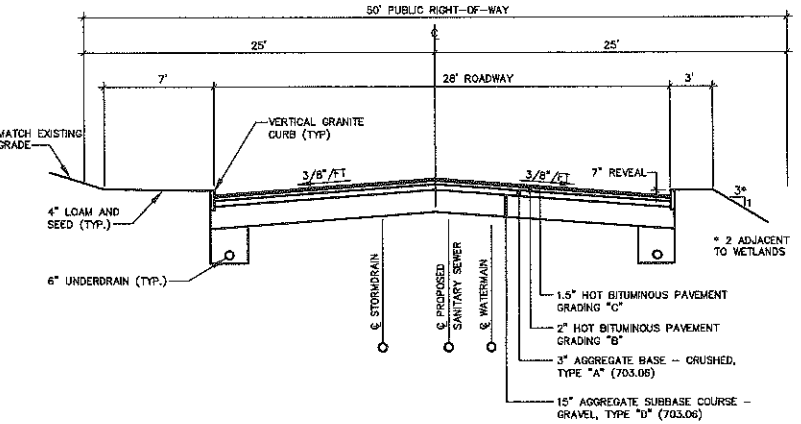 50' PUBLIC RIGHT-OF-WAY
℄
25'
25'
7'
28' ROADWAY
3'
MATCH EXISTING
GRADE
VERTICAL GRANITE
CURB (TYP)
3/8"/FT
3/8"/FT
7" REVEAL
3*
1
4" LOAM AND
SEED (TYP.)
* 2 ADJACENT
TO WETLANDS
6" UNDERDRAIN (TYP.)
℄ STORMDRAIN
℄ PROPOSED
SANITARY SEWER
℄ WATERMAIN
1.5" HOT BITUMINOUS PAVEMENT
GRADING "C"
2" HOT BITUMINOUS PAVEMENT
GRADING "B"
3" AGGREGATE BASE – CRUSHED,
TYPE "A" (703.06)
15" AGGREGATE SUBBASE COURSE –
GRAVEL, TYPE "D" (703.06)